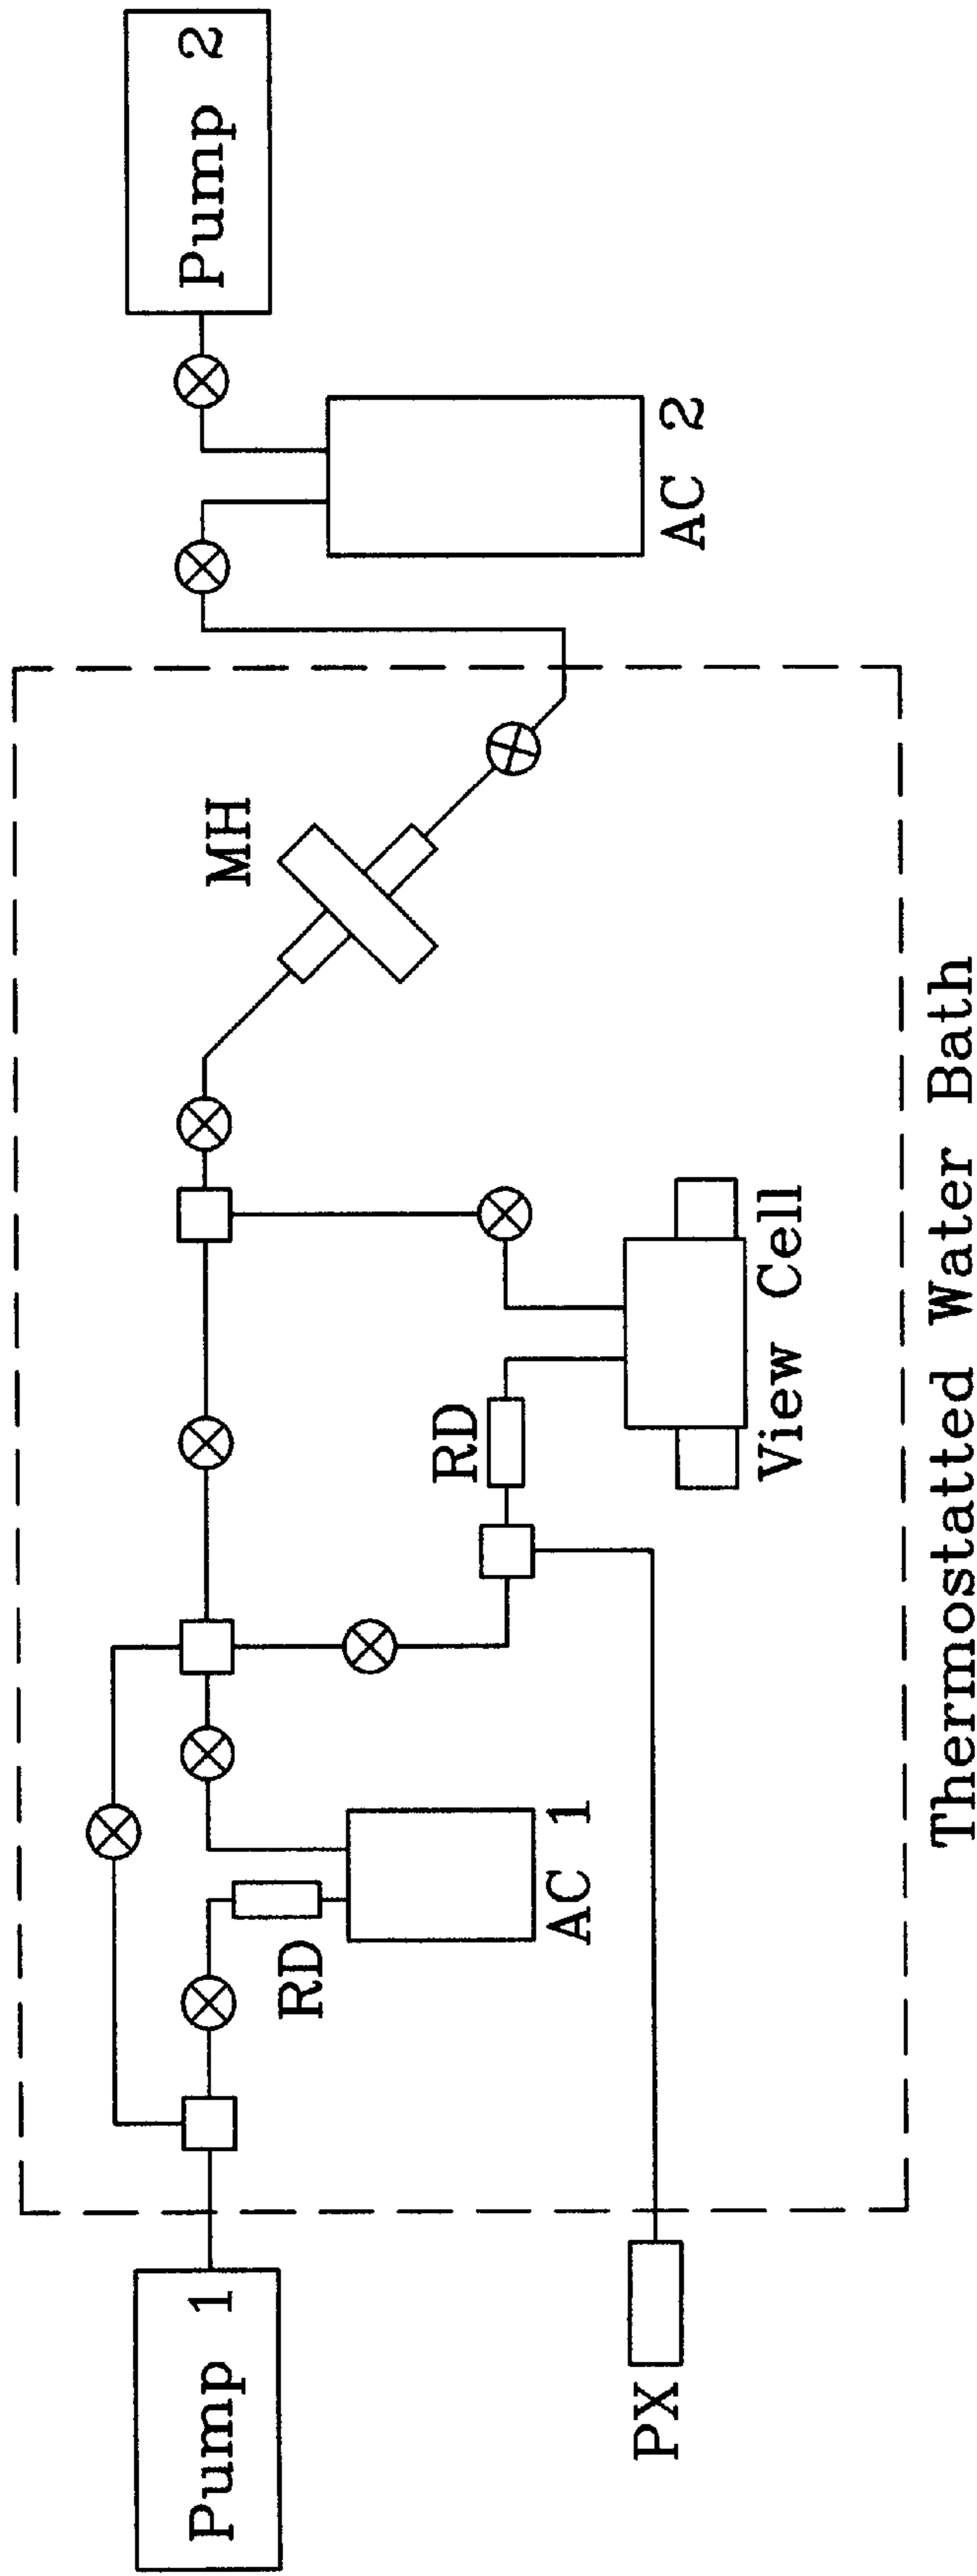 Pump 1
Pump 2
MH
RD
AC 1
RD
AC 2
PX
View Cell
Thermostatted Water Bath